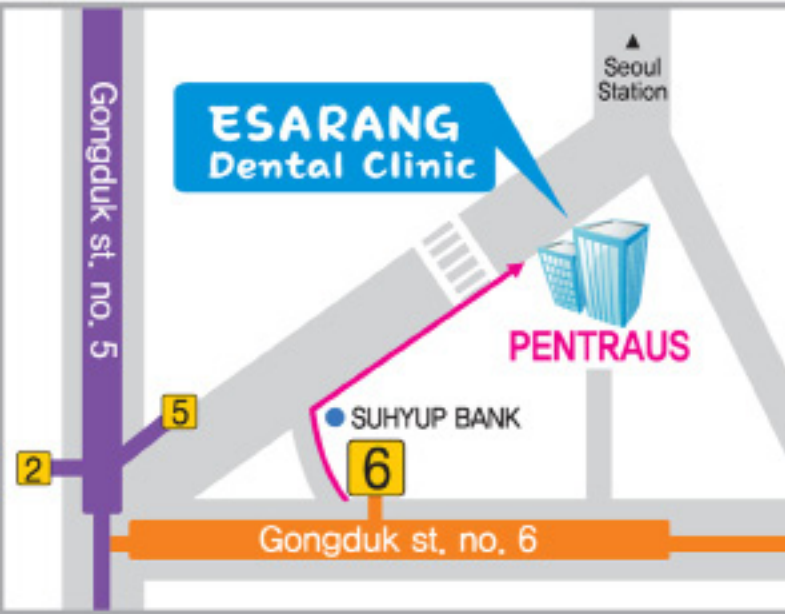 ▲
Seoul
Station
ESARANG
Dental Clinic
Gongduk st. no. 5
PENTRAUS
5
SUHYUP BANK
2
6
Gongduk st. no. 6